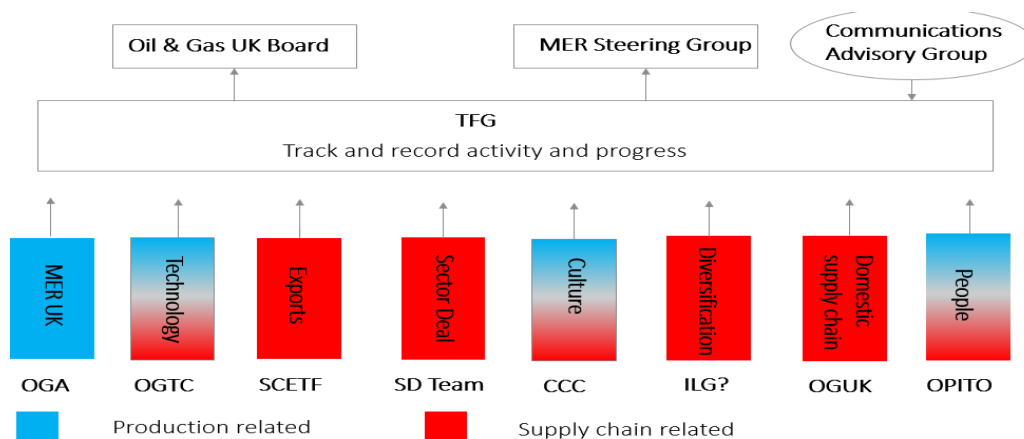 Oil & Gas UK Board
MER Steering Group
Communications
Advisory Group
TFG
Track and record activity and progress
MER UK
Technology
Exports
Sector Deal
Culture
Diversification
Domestic
supply chain
People
OGA
OGTC
SCETF
SD Team
CCC
ILG?
OGUK
OPITO
Production related
Supply chain related